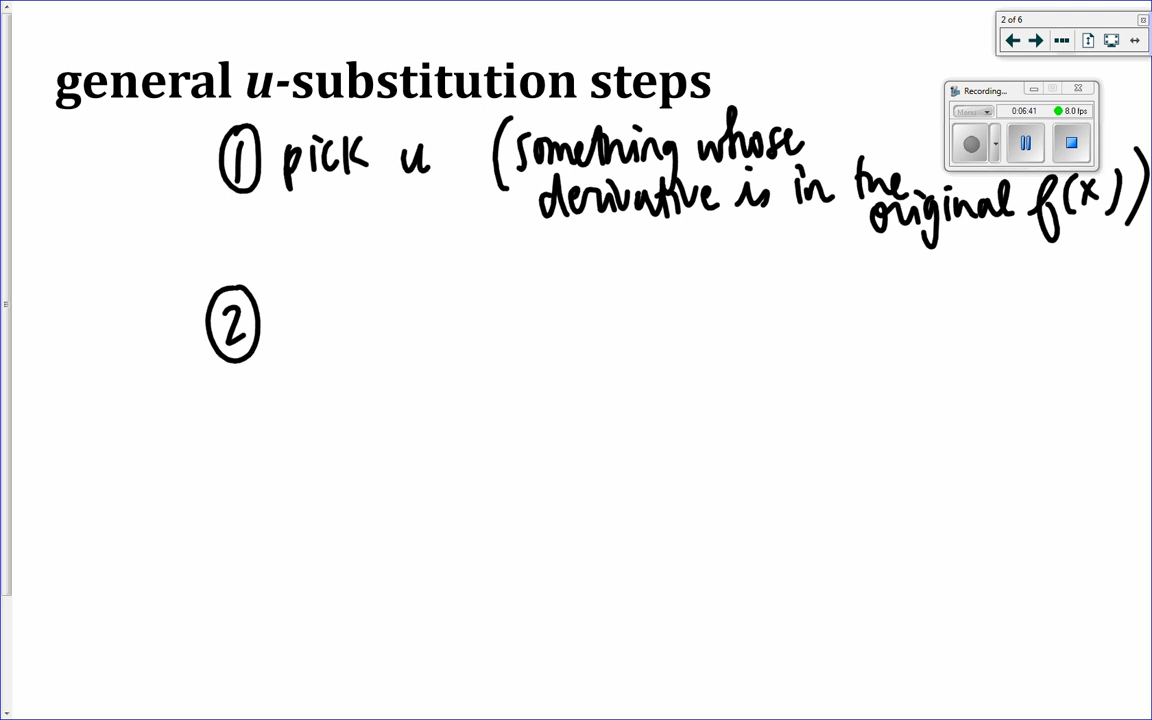 2 of 6
general u-substitution steps
Recording...
Menu
0:06:41
8.0 fps
1 pick u (something whose
derivative is in the
original f(x))
2